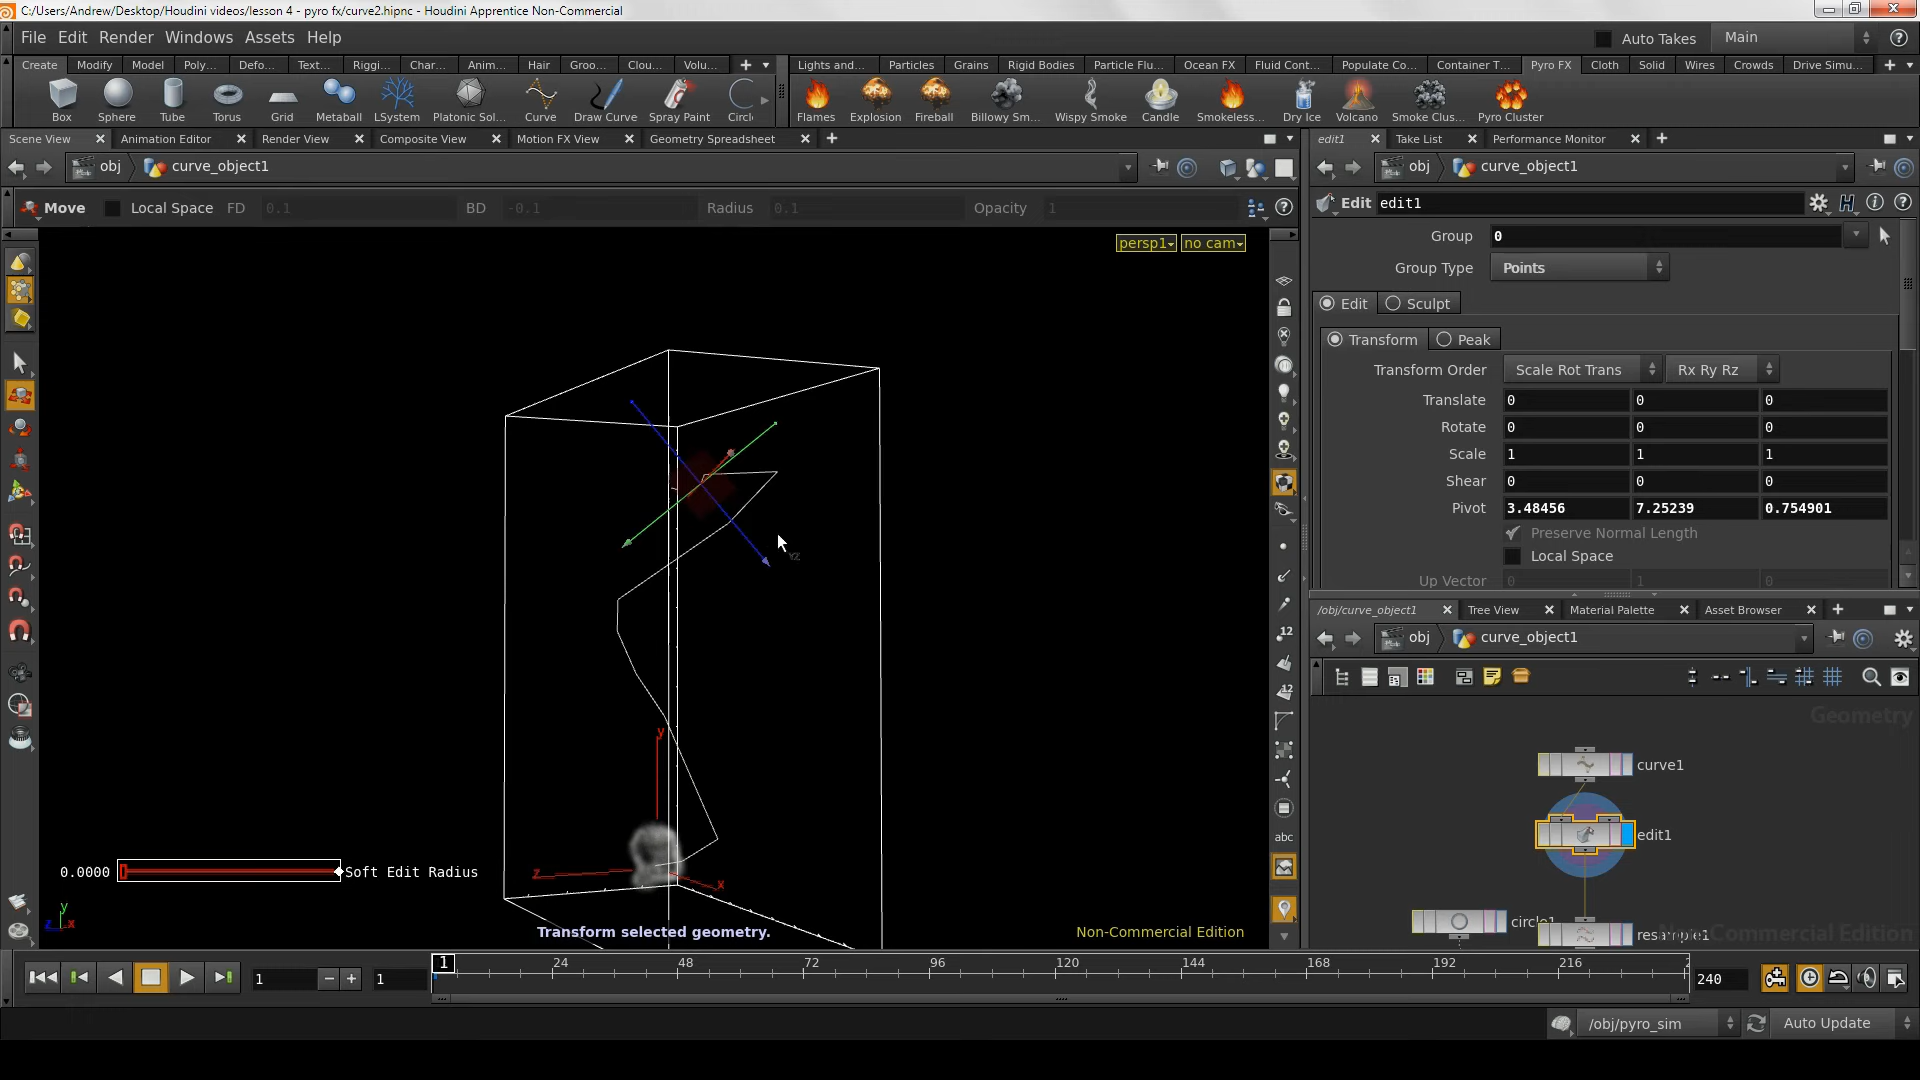 C:/Users/Andrew/Desktop/Houdini videos/lesson 4 - pyro fx/curve2.hipnc - Houdini Apprentice Non-Commercial
File Edit Render Windows Assets Help
Auto Takes Main
Create Modify Model Poly... Defo... Text... Riggi... Char... Anim... Hair Groo... Clou... Volu...
Lights and... Particles Grains Rigid Bodies Particle Flu... Ocean FX Fluid Cont... Populate Co... Container T... Pyro FX Cloth Solid Wires Crowds Drive Simu...
Box Sphere Tube Torus Grid Metaball LSystem Platonic Sol... Curve Draw Curve Spray Paint Circl
Flames Explosion Fireball Billowy Sm... Wispy Smoke Candle Smokeless... Dry Ice Volcano Smoke Clus... Pyro Cluster
Scene View Animation Editor Render View Composite View Motion FX View Geometry Spreadsheet
edit1 Take List Performance Monitor
obj curve_object1
obj curve_object1
Move Local Space FD 0.1 BD -0.1 Radius 0.1 Opacity 1
Edit edit1
Group 0
Group Type Points
Edit Sculpt
Transform Peak
Transform Order Scale Rot Trans Rx Ry Rz
Translate 0 0 0
Rotate 0 0 0
Scale 1 1 1
Shear 0 0 0
Pivot 3.48456 7.25239 0.754901
Preserve Normal Length
Local Space
Up Vector 0 1 0
persp1 no cam
12
12
abc
y
z
x
0.0000 Soft Edit Radius
y
z x
Transform selected geometry.
Non-Commercial Edition
/obj/curve_object1 Tree View Material Palette Asset Browser
obj curve_object1
Geometry
curve1
edit1
circle1
resample1
Non-Commercial Edition
1 1
1 24 48 72 96 120 144 168 192 216 2
240
/obj/pyro_sim Auto Update